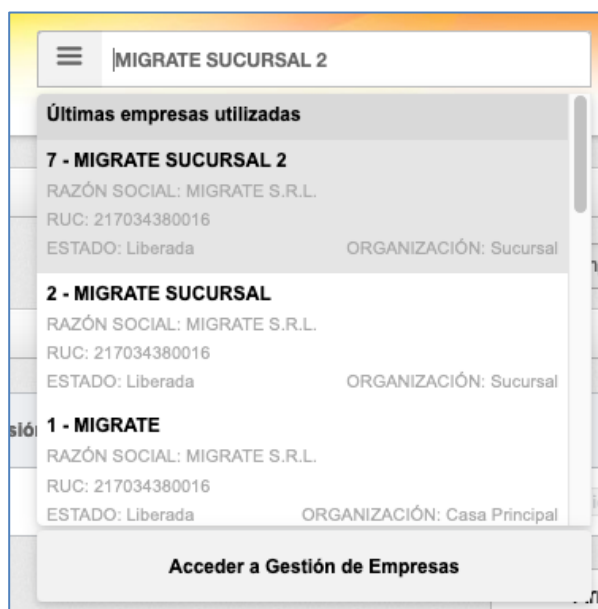 MIGRATE SUCURSAL 2
Últimas empresas utilizadas
7 - MIGRATE SUCURSAL 2
RAZÓN SOCIAL: MIGRATE S.R.L.
RUC: 217034380016
ESTADO: Liberada ORGANIZACIÓN: Sucursal
2 - MIGRATE SUCURSAL
RAZÓN SOCIAL: MIGRATE S.R.L.
RUC: 217034380016
ESTADO: Liberada ORGANIZACIÓN: Sucursal
1 - MIGRATE
RAZÓN SOCIAL: MIGRATE S.R.L.
RUC: 217034380016
ESTADO: Liberada ORGANIZACIÓN: Casa Principal
Acceder a Gestión de Empresas